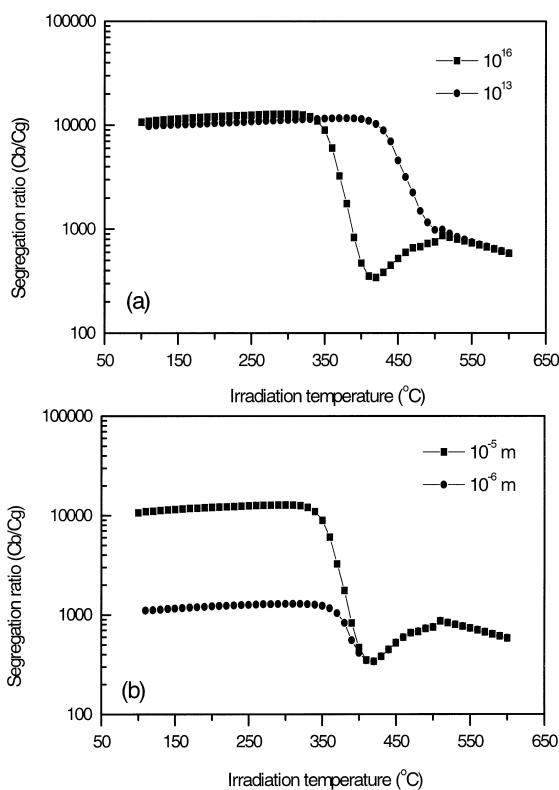 100000
10000
1000
100
Segregation ratio (Cb/Cg)
10^16
10^13
(a)
50 150 250 350 450 550 650
Irradiation temperature (°C)
100000
10000
1000
100
Segregation ratio (Cb/Cg)
10^-5 m
10^-6 m
(b)
50 150 250 350 450 550 650
Irradiation temperature (°C)